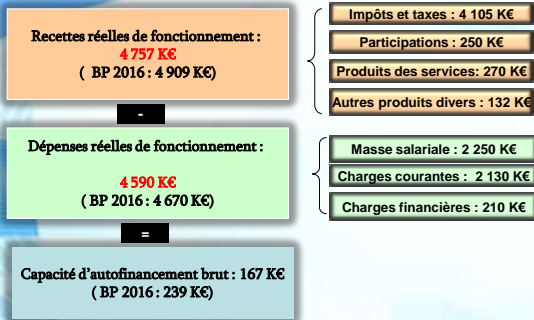 Recettes réelles de fonctionnement :
4 757 K€
( BP 2016 : 4 909 K€)
Impôts et taxes : 4 105 K€
Participations : 250 K€
Produits des services: 270 K€
Autres produits divers : 132 K€
-
Dépenses réelles de fonctionnement :
4 590 K€
( BP 2016 : 4 670 K€)
Masse salariale : 2 250 K€
Charges courantes : 2 130 K€
Charges financières : 210 K€
=
Capacité d'autofinancement brut : 167 K€
( BP 2016 : 239 K€)